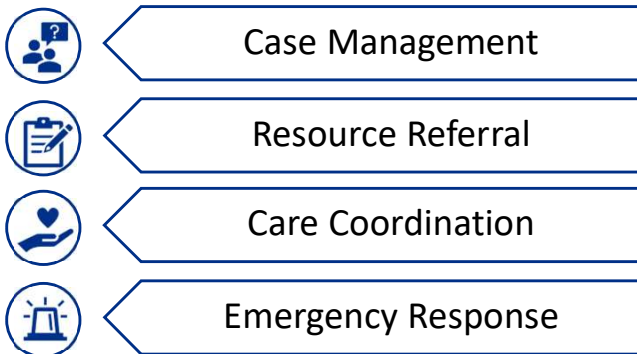 ?
Case Management
Resource Referral
Care Coordination
Emergency Response